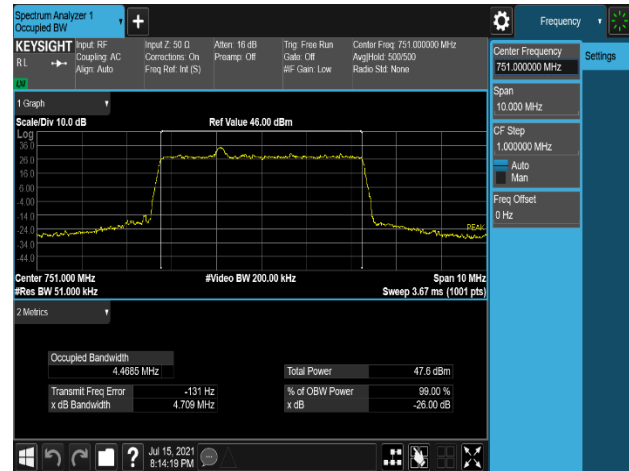 Spectrum Analyzer 1
Occupied BW
Frequency
KEYSIGHT
R L
Input: RF
Coupling: AC
Align: Auto
Input Z: 50 Ω
Corrections: On
Freq Ref: Int (S)
Atten: 16 dB
Preamp: Off
Trig: Free Run
Gate: Off
#IF Gain: Low
Center Freq: 751.000000 MHz
Avg|Hold: 500/500
Radio Std: None
Center Frequency
751.000000 MHz
Settings
Span
10.000 MHz
CF Step
1.000000 MHz
Auto
Man
Freq Offset
0 Hz
1 Graph
Scale/Div 10.0 dB
Ref Value 46.00 dBm
Log
36.0
26.0
16.0
6.00
-4.00
-14.0
-24.0
-34.0
-44.0
PEAK
Center 751.000 MHz
#Video BW 200.00 kHz
Span 10 MHz
#Res BW 51.000 kHz
Sweep 3.67 ms (1001 pts)
2 Metrics
Occupied Bandwidth
4.4685 MHz
Total Power
47.6 dBm
Transmit Freq Error
-131 Hz
% of OBW Power
99.00 %
x dB Bandwidth
4.709 MHz
x dB
-26.00 dB
?
Jul 15, 2021
8:14:19 PM